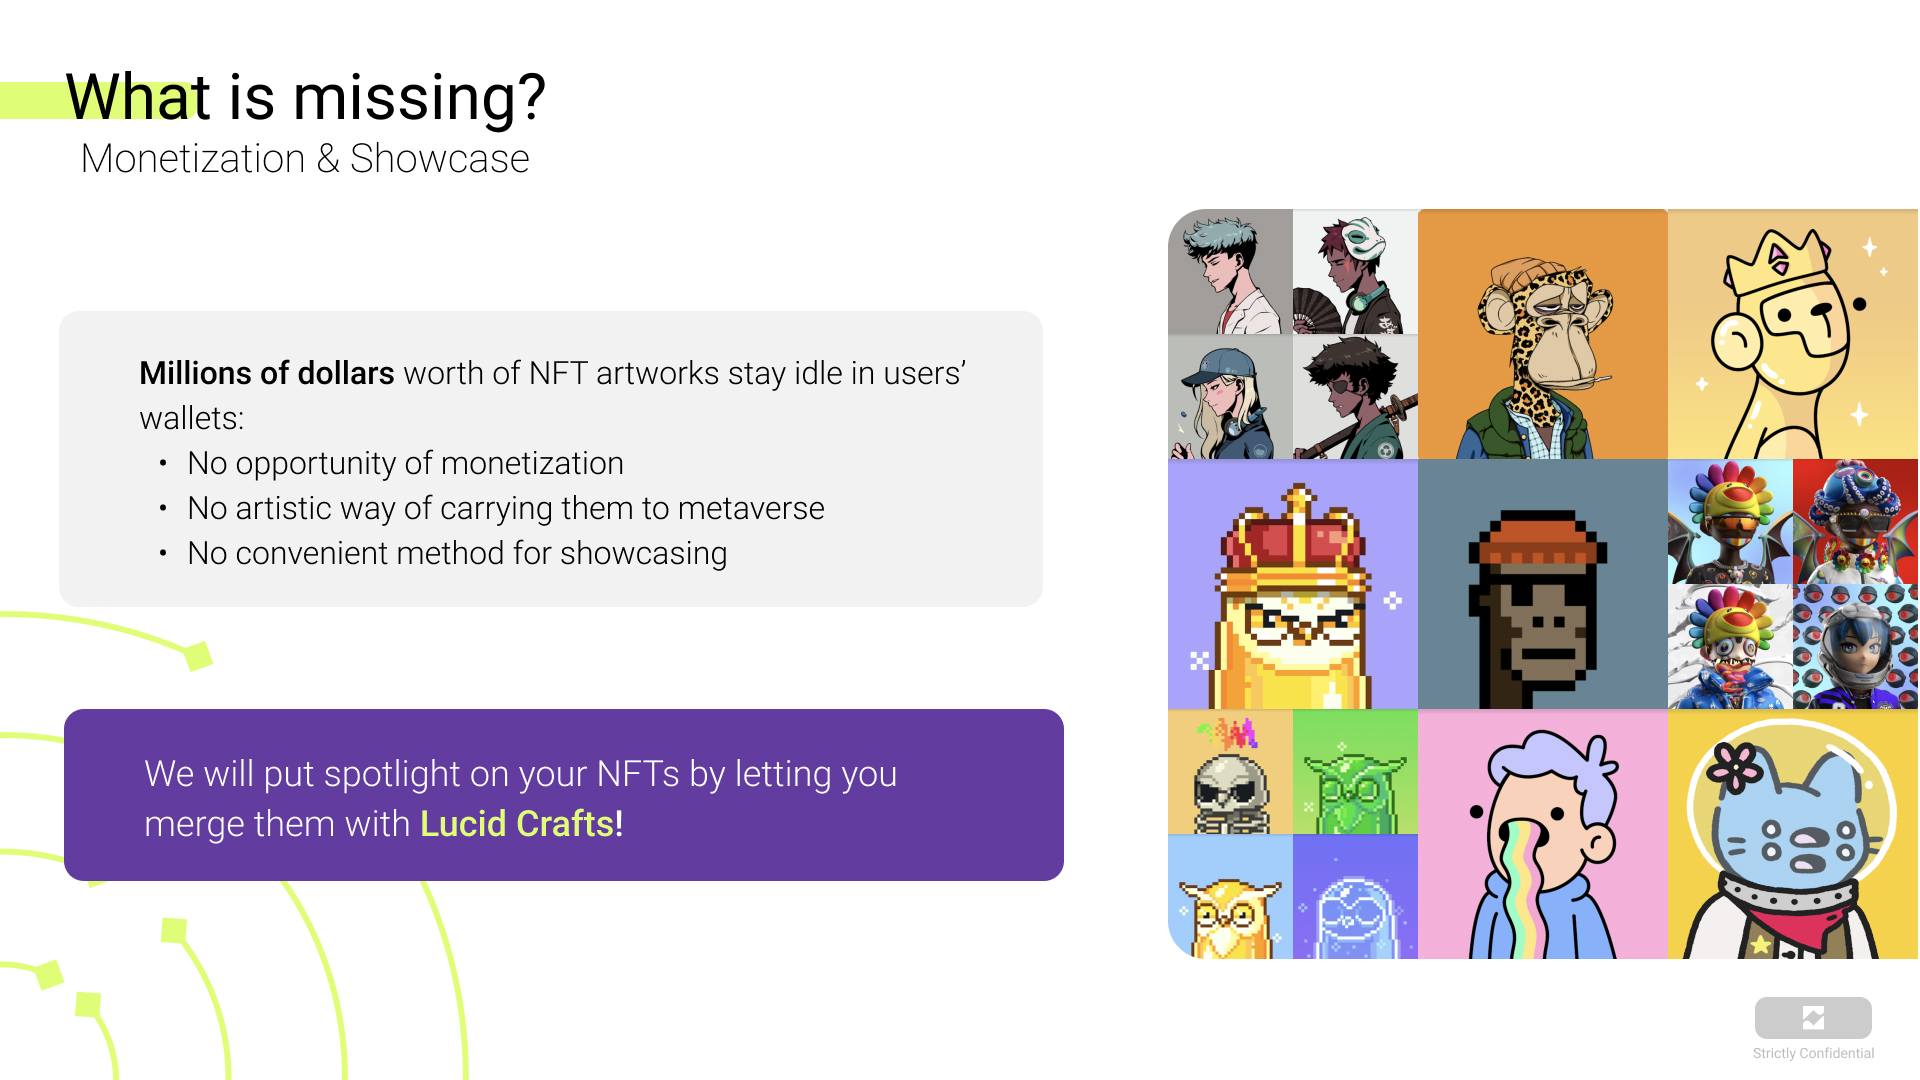 What is missing?
Monetization & Showcase
Millions of dollars worth of NFT artworks stay idle in users’
wallets:
• No opportunity of monetization
• No artistic way of carrying them to metaverse
• No convenient method for showcasing
We will put spotlight on your NFTs by letting you
merge them with Lucid Crafts!
Strictly Confidential